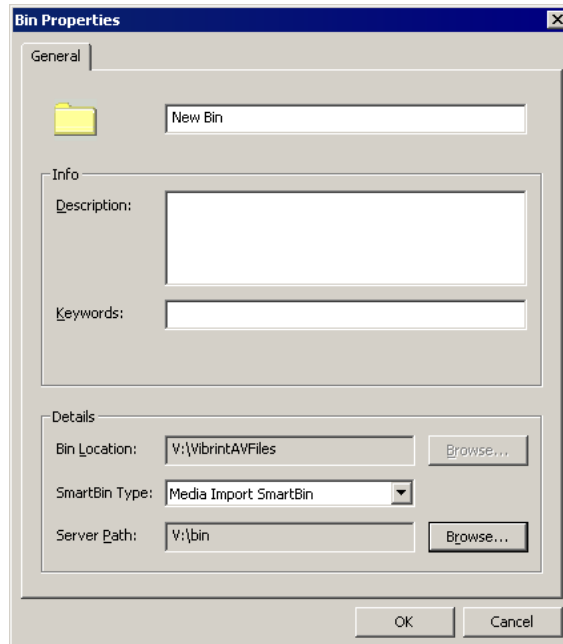 Bin Properties
General
New Bin
Info
Description:
Keywords:
Details
Bin Location: V:\VibrintAVFiles Browse...
SmartBin Type: Media Import SmartBin
Server Path: V:\bin Browse...
OK Cancel